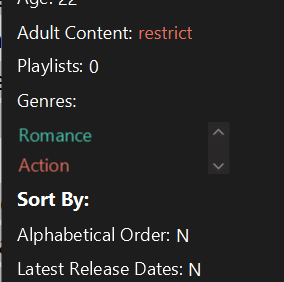 Age: 22
Adult Content: restrict
Playlists: 0
Genres:
Romance
Action
Sort By:
Alphabetical Order: N
Latest Release Dates: N